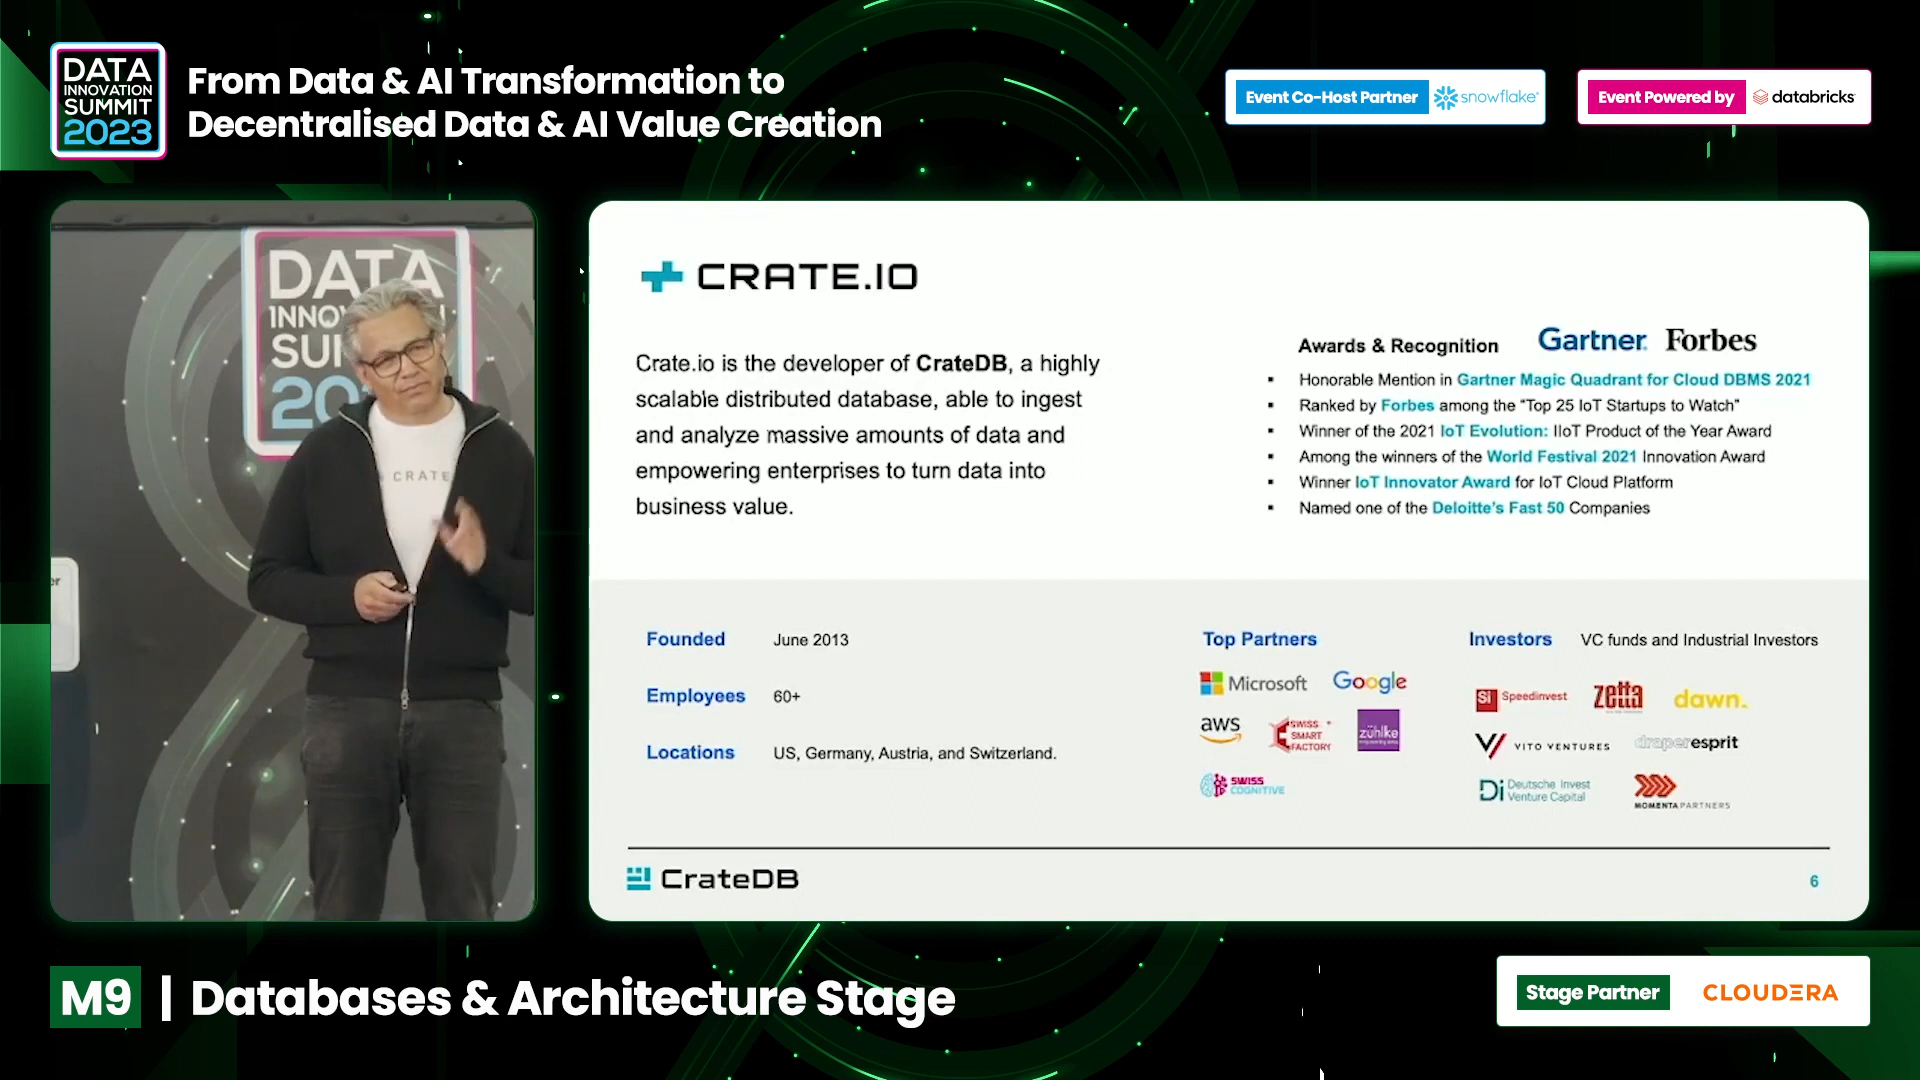 DATA
INNOVATION
SUMMIT
2023
From Data & AI Transformation to
Decentralised Data & AI Value Creation
Event Co-Host Partner snowflake
Event Powered by databricks
DATA
CRATE
CRATE.IO
Crate.io is the developer of CrateDB, a highly
scalable distributed database, able to ingest
and analyze massive amounts of data and
empowering enterprises to turn data into
business value.
Awards & Recognition Gartner Forbes
▪ Honorable Mention in Gartner Magic Quadrant for Cloud DBMS 2021
▪ Ranked by Forbes among the “Top 25 IoT Startups to Watch”
▪ Winner of the 2021 IoT Evolution: IIoT Product of the Year Award
▪ Among the winners of the World Festival 2021 Innovation Award
▪ Winner IoT Innovator Award for IoT Cloud Platform
▪ Named one of the Deloitte’s Fast 50 Companies
Founded June 2013
Employees 60+
Locations US, Germany, Austria, and Switzerland.
Top Partners
Microsoft Google
aws SWISS SMART FACTORY zühlke
SWISS COGNITIVE
Investors VC funds and Industrial Investors
Si Speedinvest zetta dawn.
VITO VENTURES draperesprit
Di Deutsche Invest Venture Capital MOMENTA PARTNERS
CrateDB
6
M9 | Databases & Architecture Stage
Stage Partner CLOUDERA